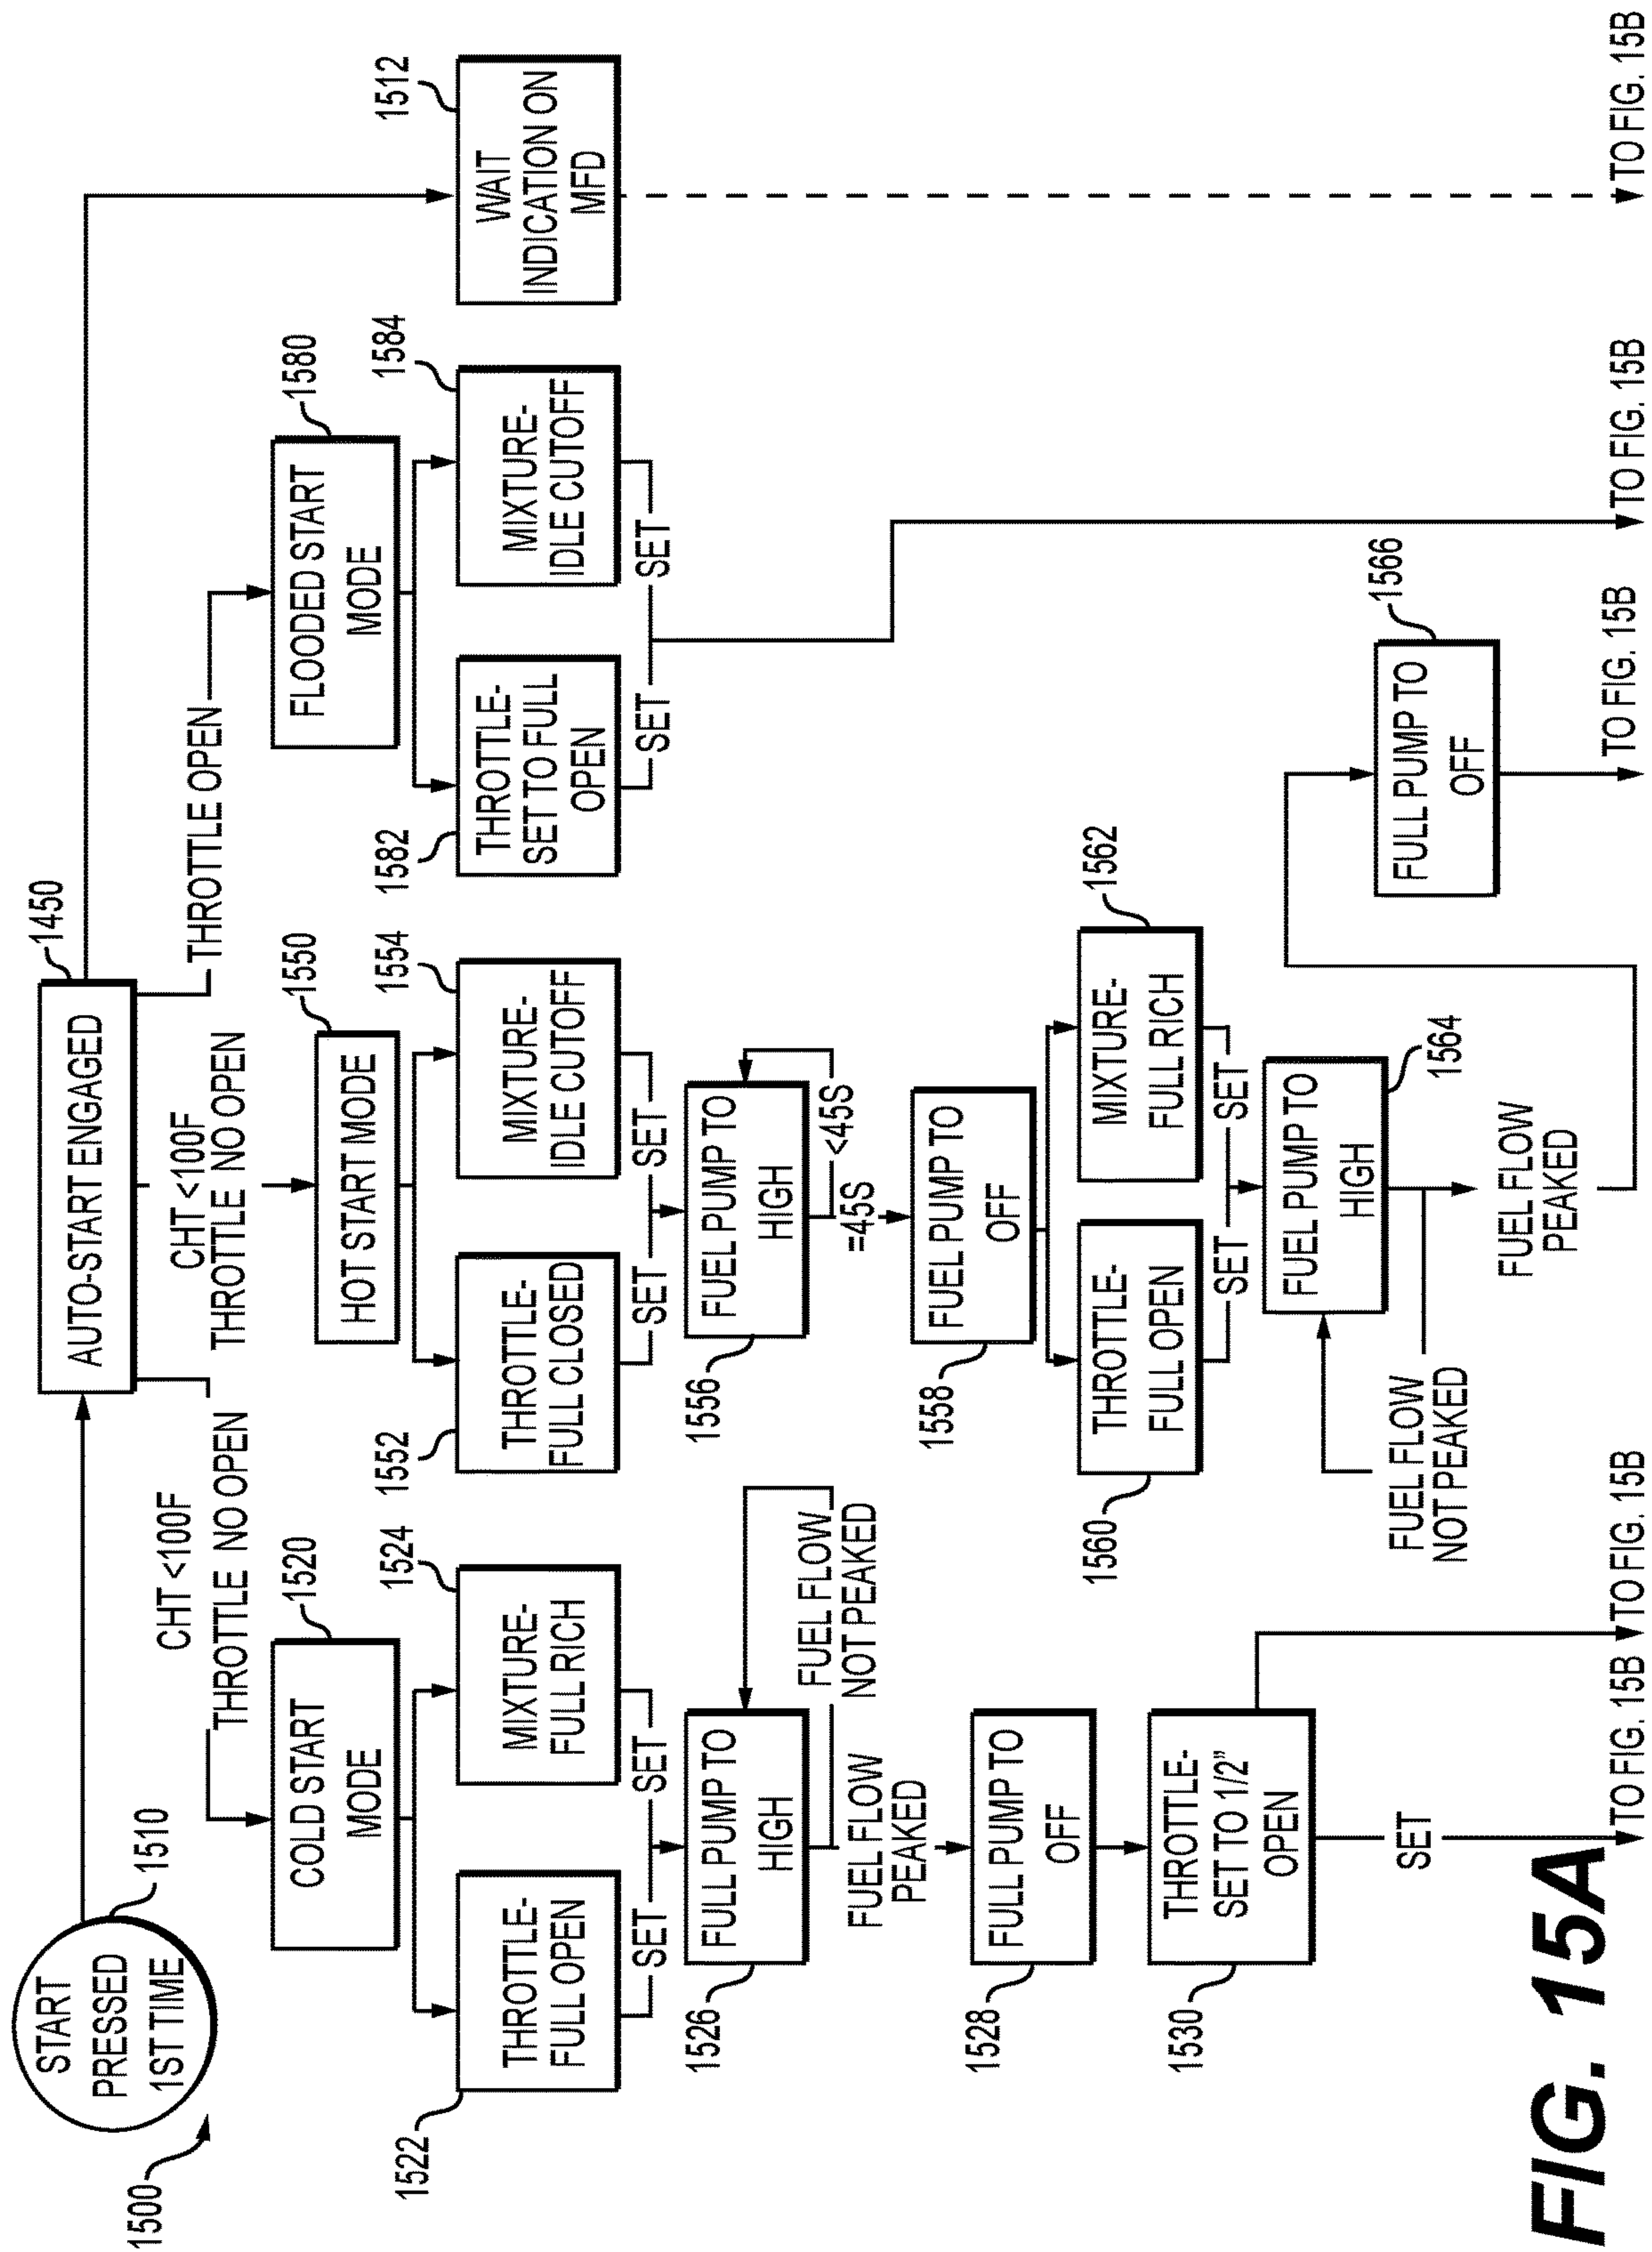 1500
START
PRESSED
1ST TIME
1510
AUTO-START ENGAGED
1450
CHT <100F
THROTTLE NO OPEN
CHT <100F
THROTTLE NO OPEN
THROTTLE OPEN
COLD START
MODE
1520
HOT START MODE
1550
FLOODED START
MODE
1580
1522
THROTTLE-
FULL OPEN
MIXTURE-
FULL RICH
1524
1552
THROTTLE-
FULL CLOSED
MIXTURE-
IDLE CUTOFF
1554
1582
THROTTLE-
SET TO FULL
OPEN
MIXTURE-
IDLE CUTOFF
1584
WAIT
INDICATION ON
MFD
1512
SET
SET
SET
SET
SET
SET
1526
FULL PUMP TO
HIGH
FUEL FLOW
NOT PEAKED
FUEL FLOW
PEAKED
1556
FUEL PUMP TO
HIGH
<45S
=45S
1528
FULL PUMP TO
OFF
1558
FUEL PUMP TO
OFF
1530
THROTTLE-
SET TO 1/2"
OPEN
1560
THROTTLE-
FULL OPEN
MIXTURE-
FULL RICH
1562
SET
SET
FUEL PUMP TO
HIGH
1564
FUEL FLOW
NOT PEAKED
FUEL FLOW
PEAKED
FULL PUMP TO
OFF
1566
SET
TO FIG. 15B
TO FIG. 15B
TO FIG. 15B
TO FIG. 15B
TO FIG. 15B
FIG. 15A